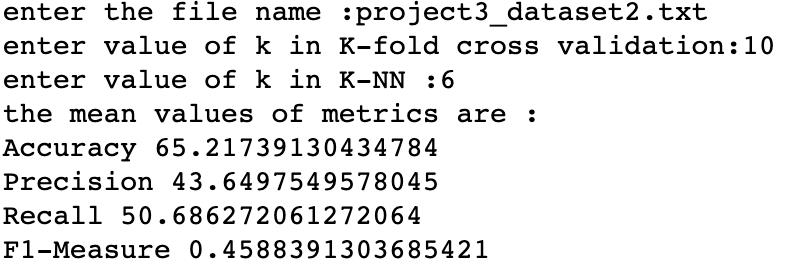 enter the file name :project3_dataset2.txt
enter value of k in K-fold cross validation:10
enter value of k in K-NN :6
the mean values of metrics are :
Accuracy 65.21739130434784
Precision 43.6497549578045
Recall 50.686272061272064
F1-Measure 0.4588391303685421